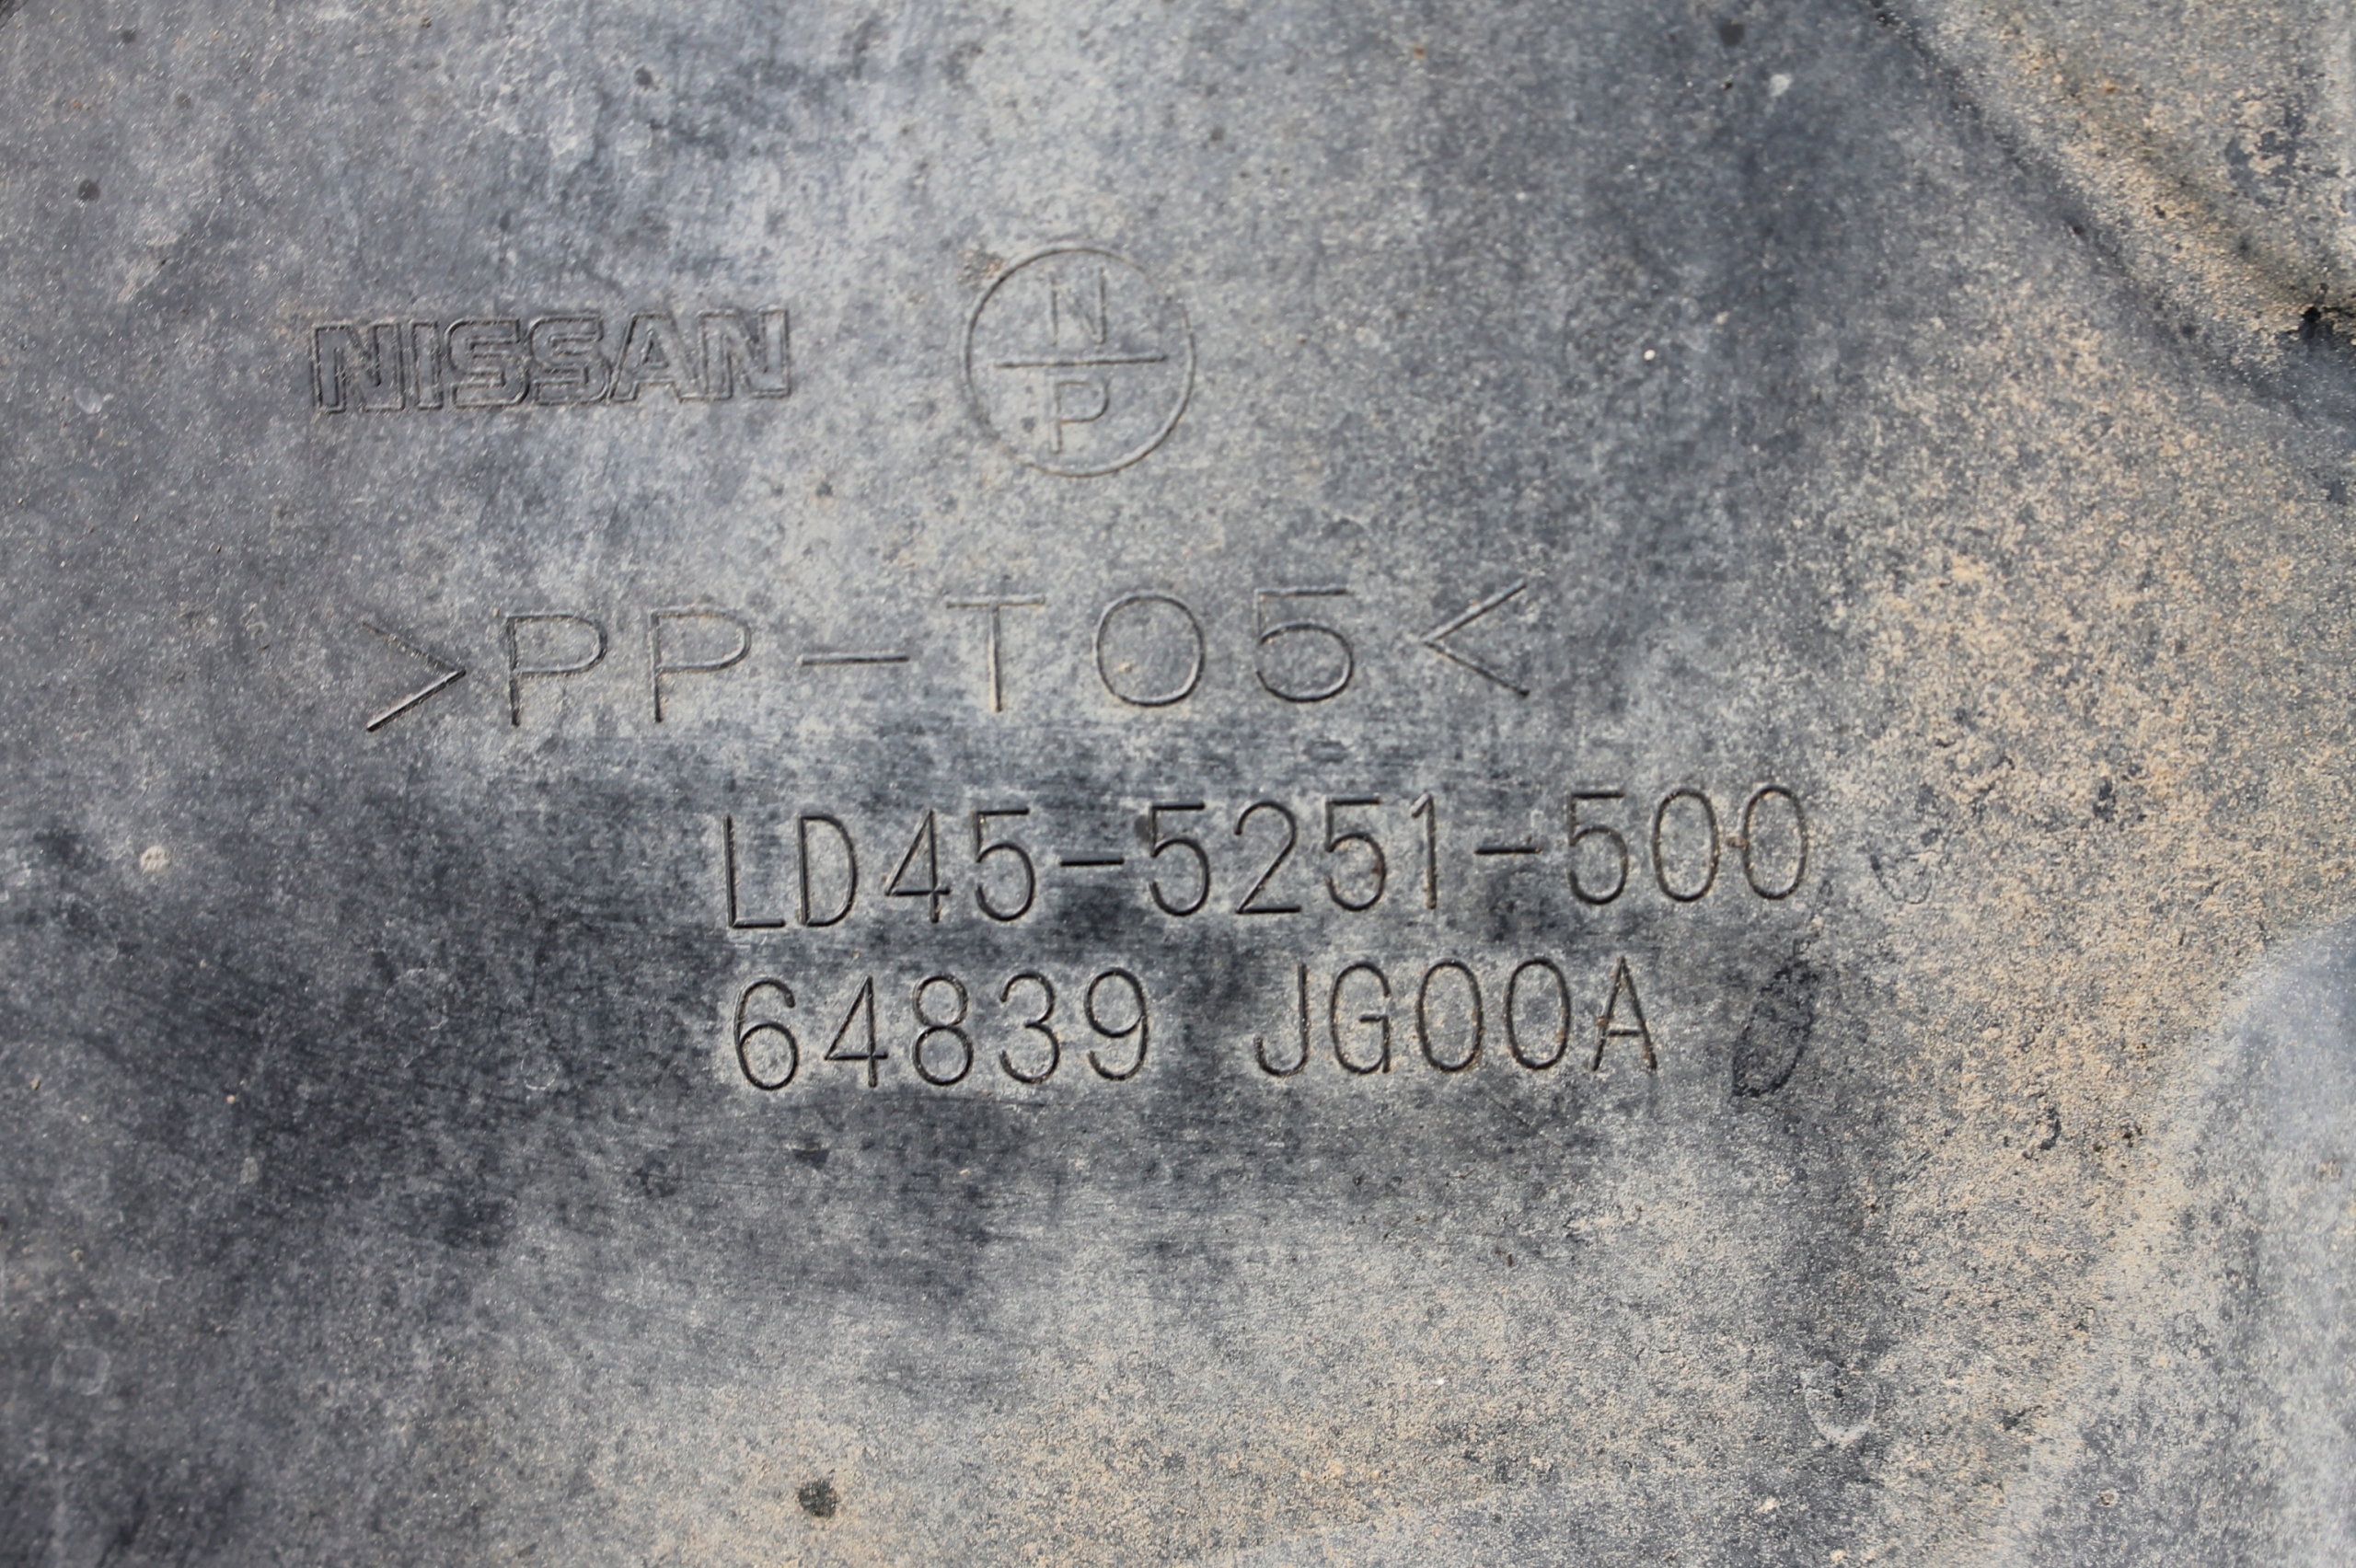 NISSAN
N
P
>PP-T05<
LD45-5251-500
64839 JG00A